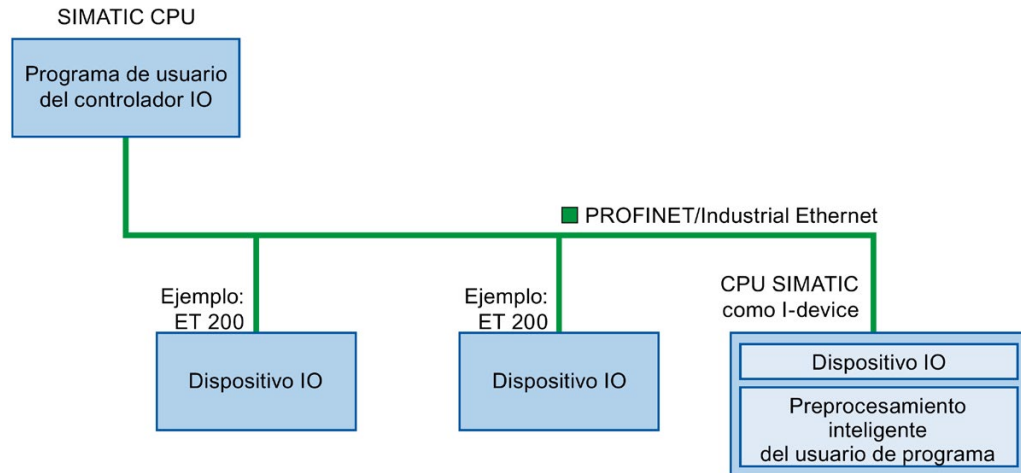 SIMATIC CPU
Programa de usuario
del controlador IO
PROFINET/Industrial Ethernet
Ejemplo:
ET 200
Ejemplo:
ET 200
CPU SIMATIC
como I-device
Dispositivo IO
Dispositivo IO
Dispositivo IO
Preprocesamiento
inteligente
del usuario de programa